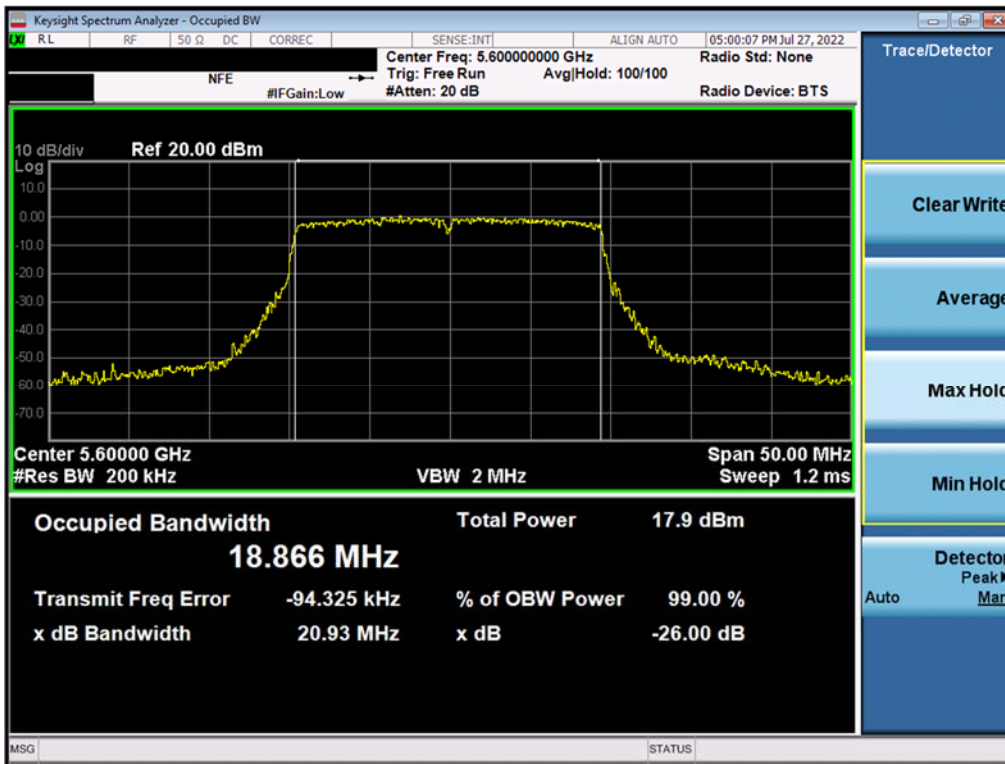 Keysight Spectrum Analyzer - Occupied BW
LXI RL RF 50 Ω DC CORREC SENSE:INT ALIGN AUTO 05:00:07 PM Jul 27, 2022
Center Freq: 5.600000000 GHz Radio Std: None
NFE Trig: Free Run Avg|Hold: 100/100
#IFGain:Low #Atten: 20 dB Radio Device: BTS
Trace/Detector
10 dB/div Ref 20.00 dBm
Log
10.0
0.00
-10.0
-20.0
-30.0
-40.0
-50.0
60.0
-70.0
Center 5.60000 GHz Span 50.00 MHz
#Res BW 200 kHz VBW 2 MHz Sweep 1.2 ms
Occupied Bandwidth Total Power 17.9 dBm
18.866 MHz
Transmit Freq Error -94.325 kHz % of OBW Power 99.00 %
x dB Bandwidth 20.93 MHz x dB -26.00 dB
Clear Write
Average
Max Hold
Min Hold
Detector
Peak
Auto Man
MSG STATUS